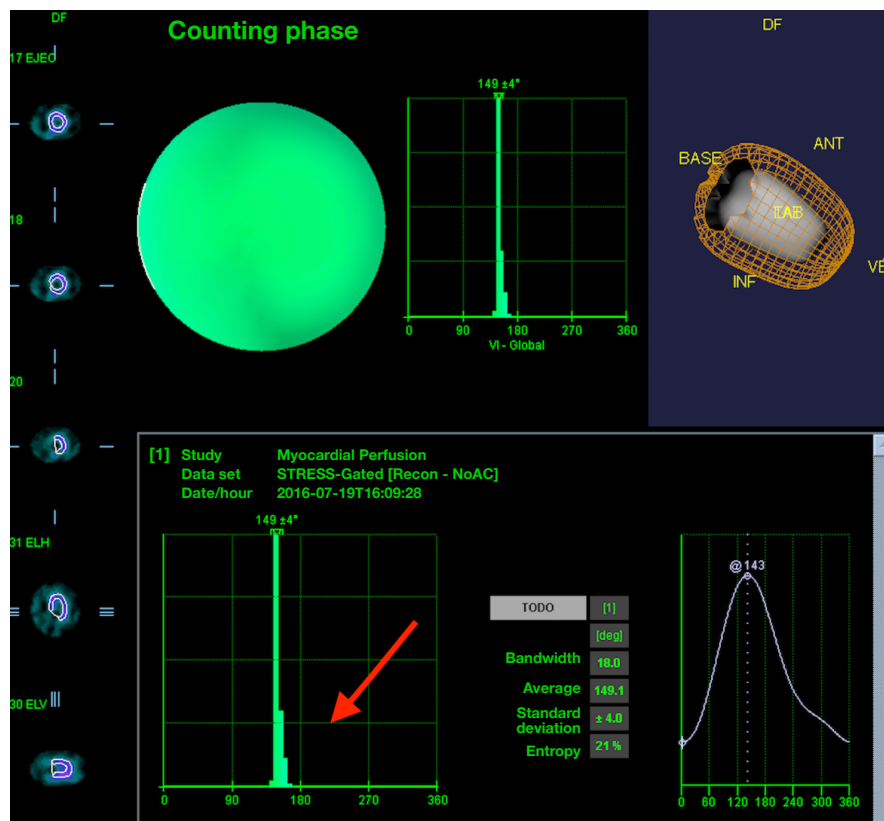 DF
Counting phase
DF
17 EJEC
149 ±4°
ANT
BASE
INF
18
0 90 180 270 360
VI - Global
20
[1] Study Myocardial Perfusion
Data set STRESS-Gated [Recon - NoAC]
Date/hour 2016-07-19T16:09:28
149 ±4°
31 ELH
@ 143
TODO [1]
[deg]
Bandwidth 18.0
Average 149.1
Standard
deviation ± 4.0
Entropy 21 %
30 ELV
0 90 180 270 360
0 60 120 180 240 300 360